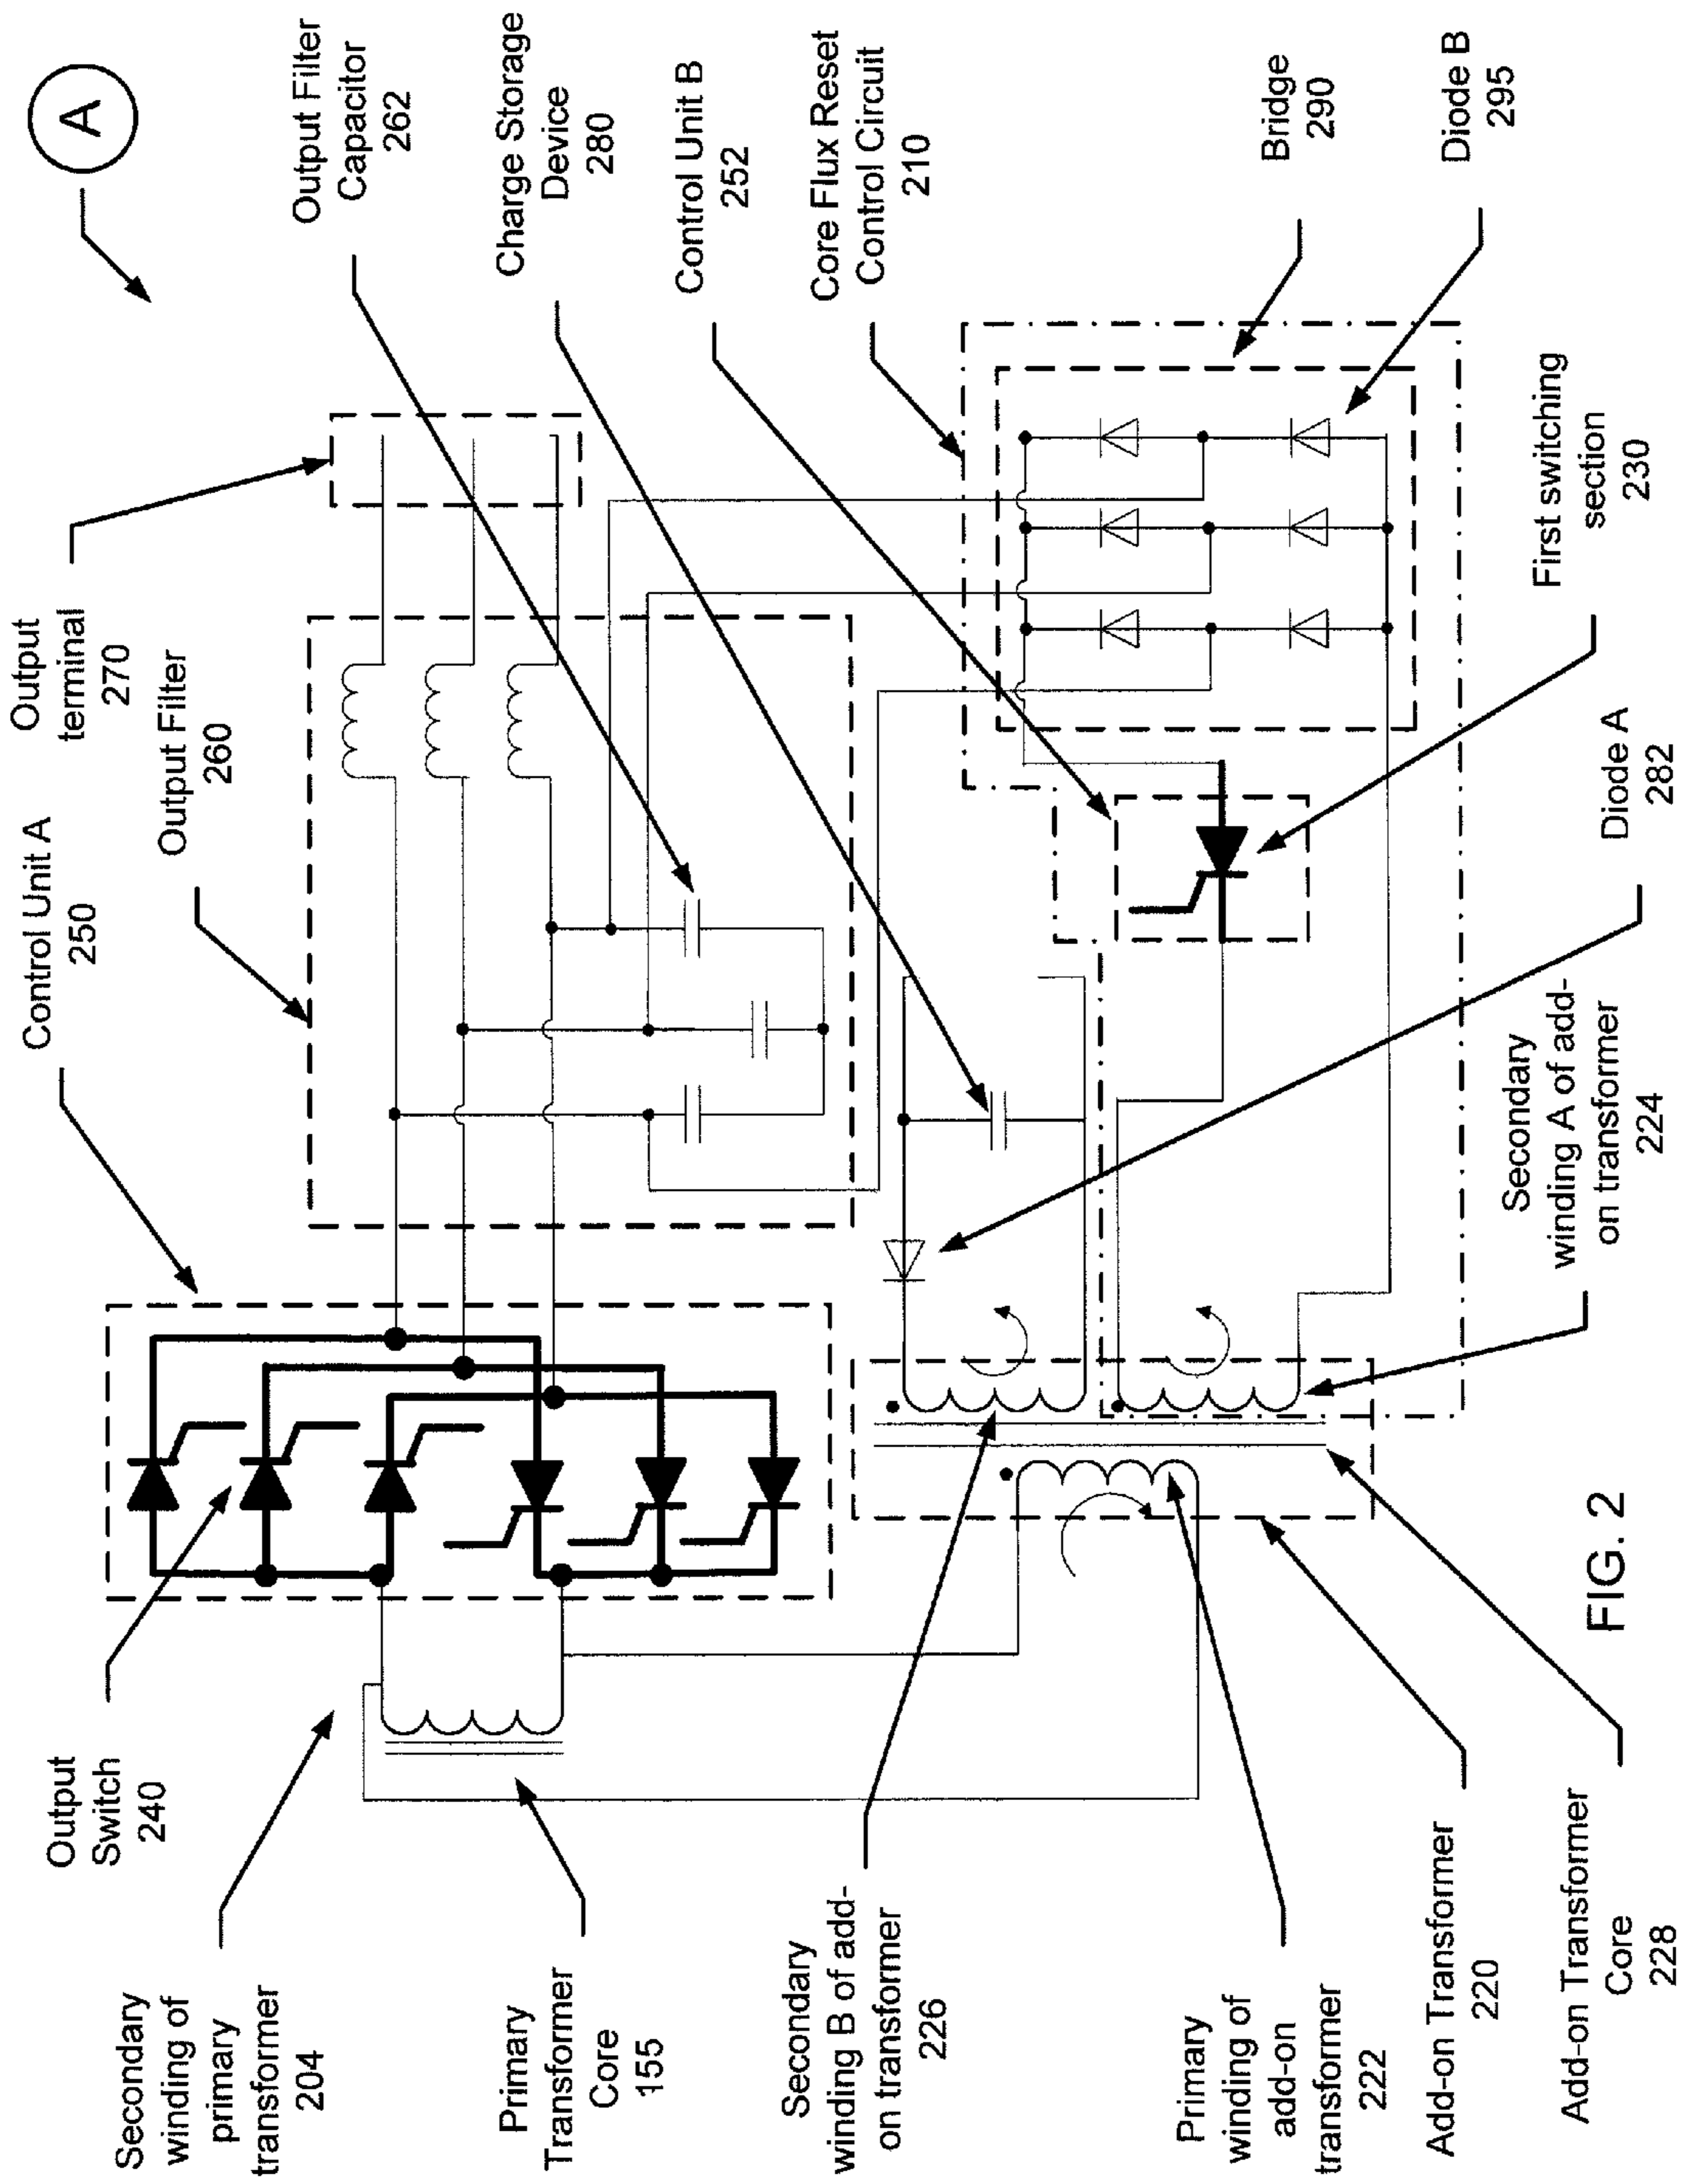 A
Output Filter
Capacitor
262
Charge Storage
Device
280
Control Unit B
252
Core Flux Reset
Control Circuit
210
Bridge
290
Diode B
295
Output
terminal
270
Output Filter
260
Control Unit A
250
First switching
section
230
Diode A
282
Secondary
winding A of add-
on transformer
224
Output
Switch
240
Secondary
winding of
primary
transformer
204
Primary
Transformer
Core
155
Secondary
winding B of add-
on transformer
226
Primary
winding of
add-on
transformer
222
Add-on Transformer
220
Add-on Transformer
Core
228
FIG. 2